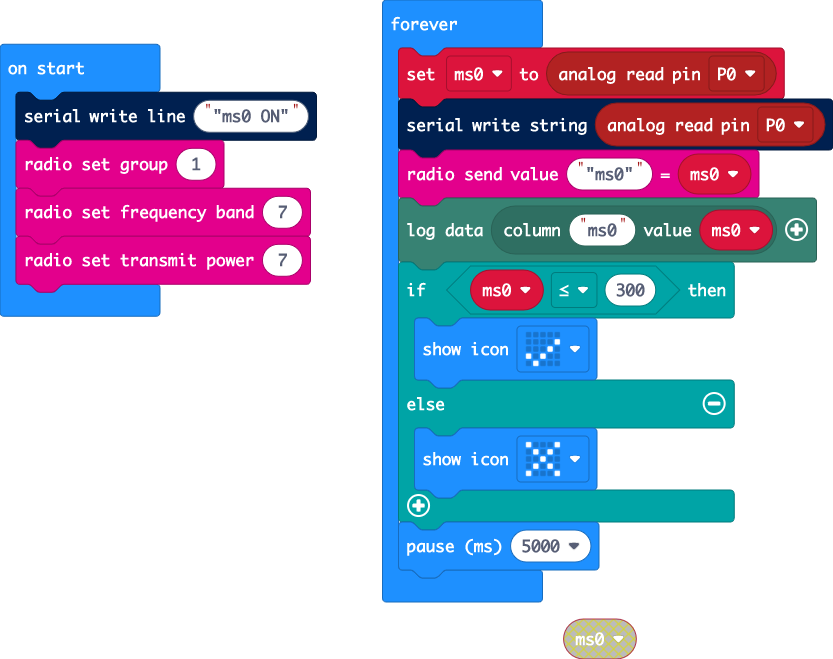 on start
serial write line ""ms0 ON""
radio set group 1
radio set frequency band 7
radio set transmit power 7
forever
set ms0 to analog read pin P0
serial write string analog read pin P0
radio send value ""ms0"" = ms0
log data column "ms0" value ms0
if ms0 ≤ 300 then
show icon
else
show icon
pause (ms) 5000
ms0